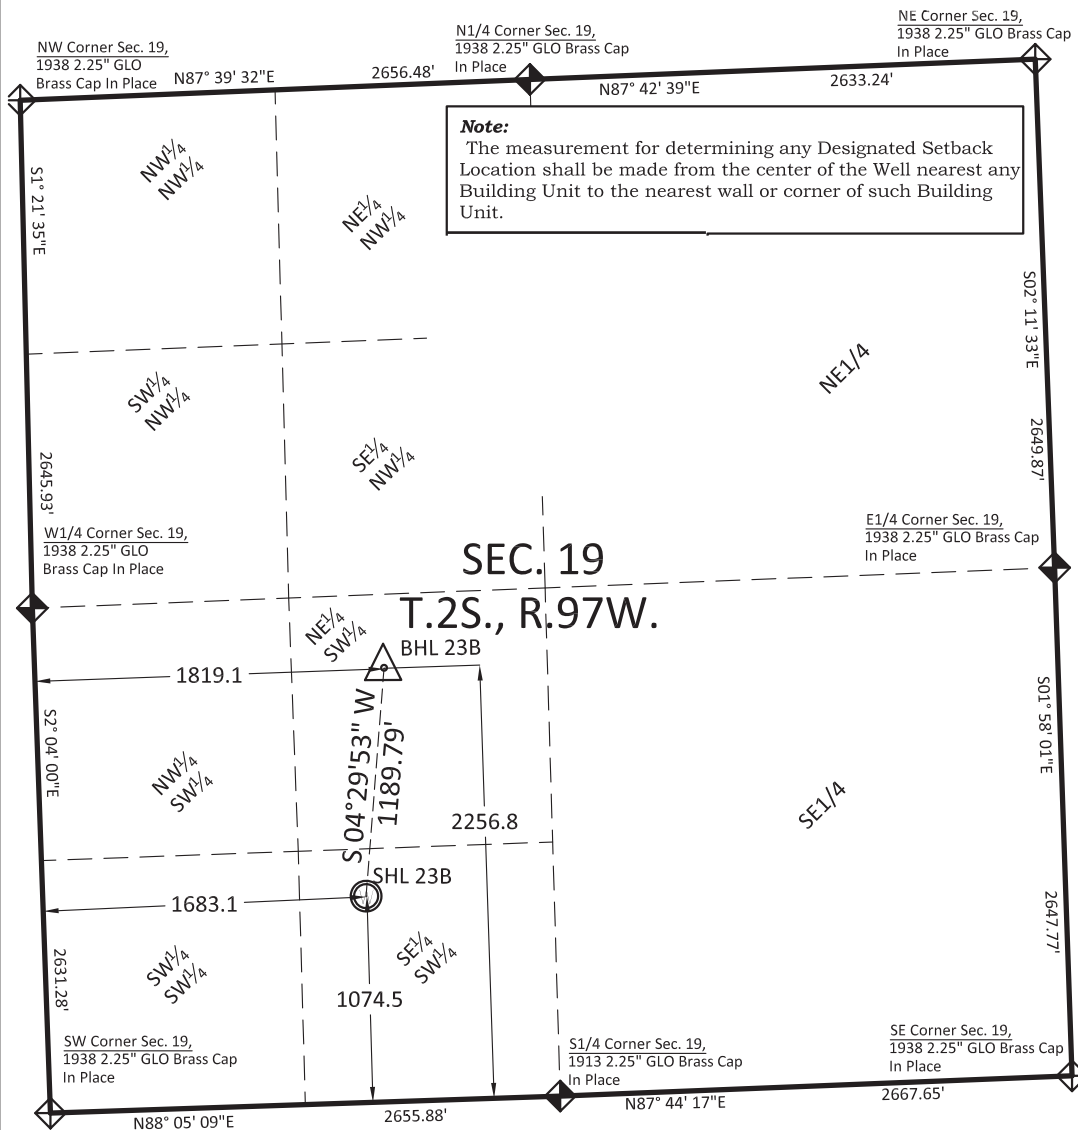 NW Corner Sec. 19,
1938 2.25" GLO
Brass Cap In Place
N87° 39' 32"E
2656.48'
N1/4 Corner Sec. 19,
1938 2.25" GLO Brass Cap
In Place
N87° 42' 39"E
2633.24'
NE Corner Sec. 19,
1938 2.25" GLO Brass Cap
In Place
Note:
The measurement for determining any Designated Setback
Location shall be made from the center of the Well nearest any
Building Unit to the nearest wall or corner of such Building
Unit.
NW¼
NW¼
NE¼
NW¼
S1° 21' 35"E
S02° 11' 33"E
NE1/4
SW¼
NW¼
SE¼
NW¼
2645.93'
2649.87'
W1/4 Corner Sec. 19,
1938 2.25" GLO
Brass Cap In Place
E1/4 Corner Sec. 19,
1938 2.25" GLO Brass Cap
In Place
SEC. 19
T.2S., R.97W.
NE¼
SW¼
BHL 23B
1819.1
S 04°29'53" W
1189.79'
S2° 04' 00"E
S01° 58' 01"E
NW¼
SW¼
SE1/4
2256.8
SHL 23B
1683.1
2647.77'
SW¼
SW¼
SE¼
SW¼
2631.28'
1074.5
SW Corner Sec. 19,
1938 2.25" GLO Brass Cap
In Place
S1/4 Corner Sec. 19,
1913 2.25" GLO Brass Cap
In Place
SE Corner Sec. 19,
1938 2.25" GLO Brass Cap
In Place
N88° 05' 09"E
2655.88'
N87° 44' 17"E
2667.65'